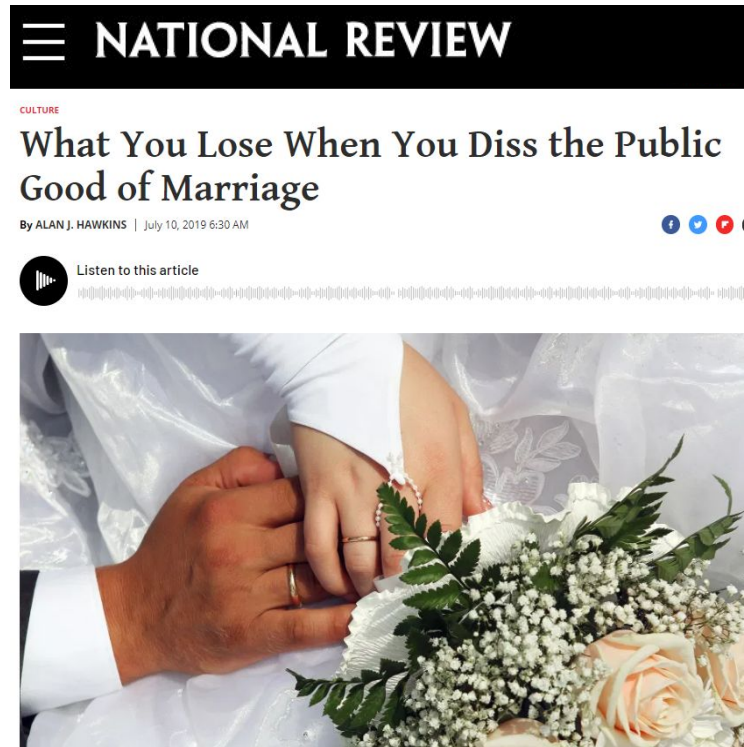 NATIONAL REVIEW
CULTURE
What You Lose When You Diss the Public
Good of Marriage
By ALAN J. HAWKINS | July 10, 2019 6:30 AM
Listen to this article